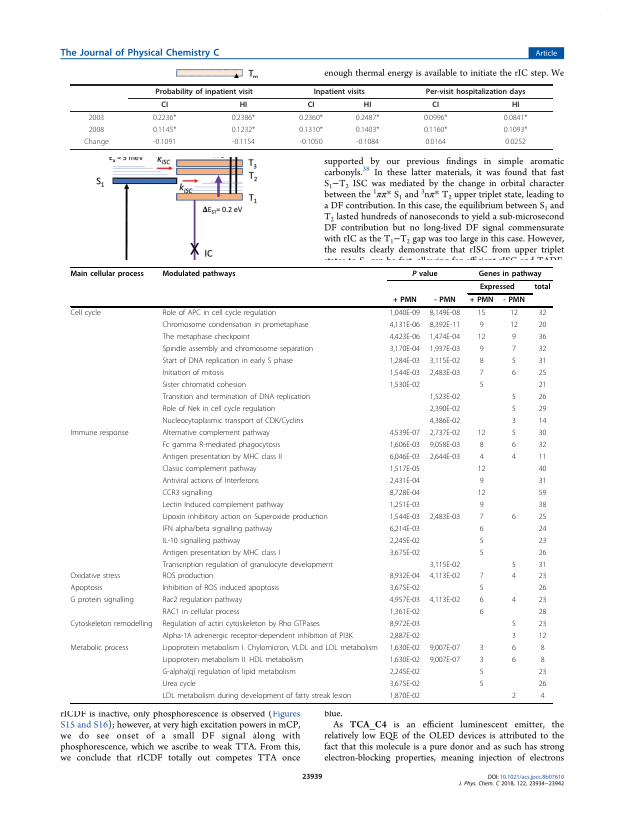 The Journal of Physical Chemistry C
Article
Tm
enough thermal energy is available to initiate the rIC step. We
Probability of inpatient visit Inpatient visits Per-visit hospitalization days
CI HI CI HI CI HI
2003 0.2236* 0.2386* 0.2360* 0.2487* 0.0996* 0.0841*
2008 0.1145* 0.1232* 0.1310* 0.1403* 0.1160* 0.1093*
Change -0.1091 -0.1154 -0.1050 -0.1084 0.0164 0.0252
S1
KISC
kISC
T3
T2
T1
ΔEST= 0.2 eV
X IC
supported by our previous findings in simple aromatic
carbonyls.38 In these latter materials, it was found that fast
S1−T2 ISC was mediated by the change in orbital character
between the 1ππ* S1 and 3nπ* T2 upper triplet state, leading to
a DF contribution. In this case, the equilibrium between S1 and
T2 lasted hundreds of nanoseconds to yield a sub-microsecond
DF contribution but no long-lived DF signal commensurate
with rIC as the T1−T2 gap was too large in this case. However,
the results clearly demonstrate that rISC from upper triplet
Main cellular process Modulated pathways P value Genes in pathway
Expressed total
+ PMN - PMN + PMN - PMN
Cell cycle Role of APC in cell cycle regulation 1,040E-09 8,149E-08 15 12 32
Chromosome condensation in prometaphase 4,131E-06 8,392E-11 9 12 20
The metaphase checkpoint 4,423E-06 1,474E-04 12 9 36
Spindle assembly and chromosome separation 3,170E-04 1,937E-03 9 7 32
Start of DNA replication in early S phase 1,284E-03 3,115E-02 8 5 31
Initiation of mitosis 1,544E-03 2,483E-03 7 6 25
Sister chromatid cohesion 1,530E-02 5 21
Transition and termination of DNA replication 1,523E-02 5 26
Role of Nek in cell cycle regulation 2,390E-02 5 29
Nucleocytoplasmic transport of CDK/Cyclins 4,386E-02 3 14
Immune response Alternative complement pathway 4,539E-07 2,737E-02 12 5 30
Fc gamma R-mediated phagocytosis 1,606E-03 9,058E-03 8 6 32
Antigen presentation by MHC class II 6,046E-03 2,644E-03 4 4 11
Classic complement pathway 1,517E-05 12 40
Antiviral actions of Interferons 2,431E-04 9 31
CCR3 signalling 8,728E-04 12 59
Lectin Induced complement pathway 1,251E-03 9 38
Lipoxin inhibitory action on Superoxide production 1,544E-03 2,483E-03 7 6 25
IFN alpha/beta signalling pathway 6,214E-03 6 24
IL-10 signalling pathway 2,245E-02 5 23
Antigen presentation by MHC class I 3,675E-02 5 26
Transcription regulation of granulocyte development 3,115E-02 5 31
Oxidative stress ROS production 8,932E-04 4,113E-02 7 4 23
Apoptosis Inhibition of ROS induced apoptosis 3,675E-02 5 26
G protein signalling Rac2 regulation pathway 4,957E-03 4,113E-02 6 4 23
RAC1 in cellular process 1,361E-02 6 28
Cytoskeleton remodelling Regulation of actin cytoskeleton by Rho GTPases 8,972E-03 5 23
Alpha-1A adrenergic receptor-dependent inhibition of PI3K 2,887E-02 3 12
Metabolic process Lipoprotein metabolism I. Chylomicron, VLDL and LDL metabolism 1,630E-02 9,007E-07 3 6 8
Lipoprotein metabolism II. HDL metabolism 1,630E-02 9,007E-07 3 6 8
G-alpha(q) regulation of lipid metabolism 2,245E-02 5 23
Urea cycle 3,675E-02 5 26
LDL metabolism during development of fatty streak lesion 1,870E-02 2 4
rICDF is inactive, only phosphorescence is observed (Figures
S15 and S16); however, at very high excitation powers in mCP,
we do see onset of a small DF signal along with
phosphorescence, which we ascribe to weak TTA. From this,
we conclude that rICDF totally out competes TTA once
blue.
As TCA_C4 is an efficient luminescent emitter, the
relatively low EQE of the OLED devices is attributed to the
fact that this molecule is a pure donor and as such has strong
electron-blocking properties, meaning injection of electrons
23939
DOI: 10.1021/acs.jpcc.8b07610
J. Phys. Chem. C 2018, 122, 23934−23942